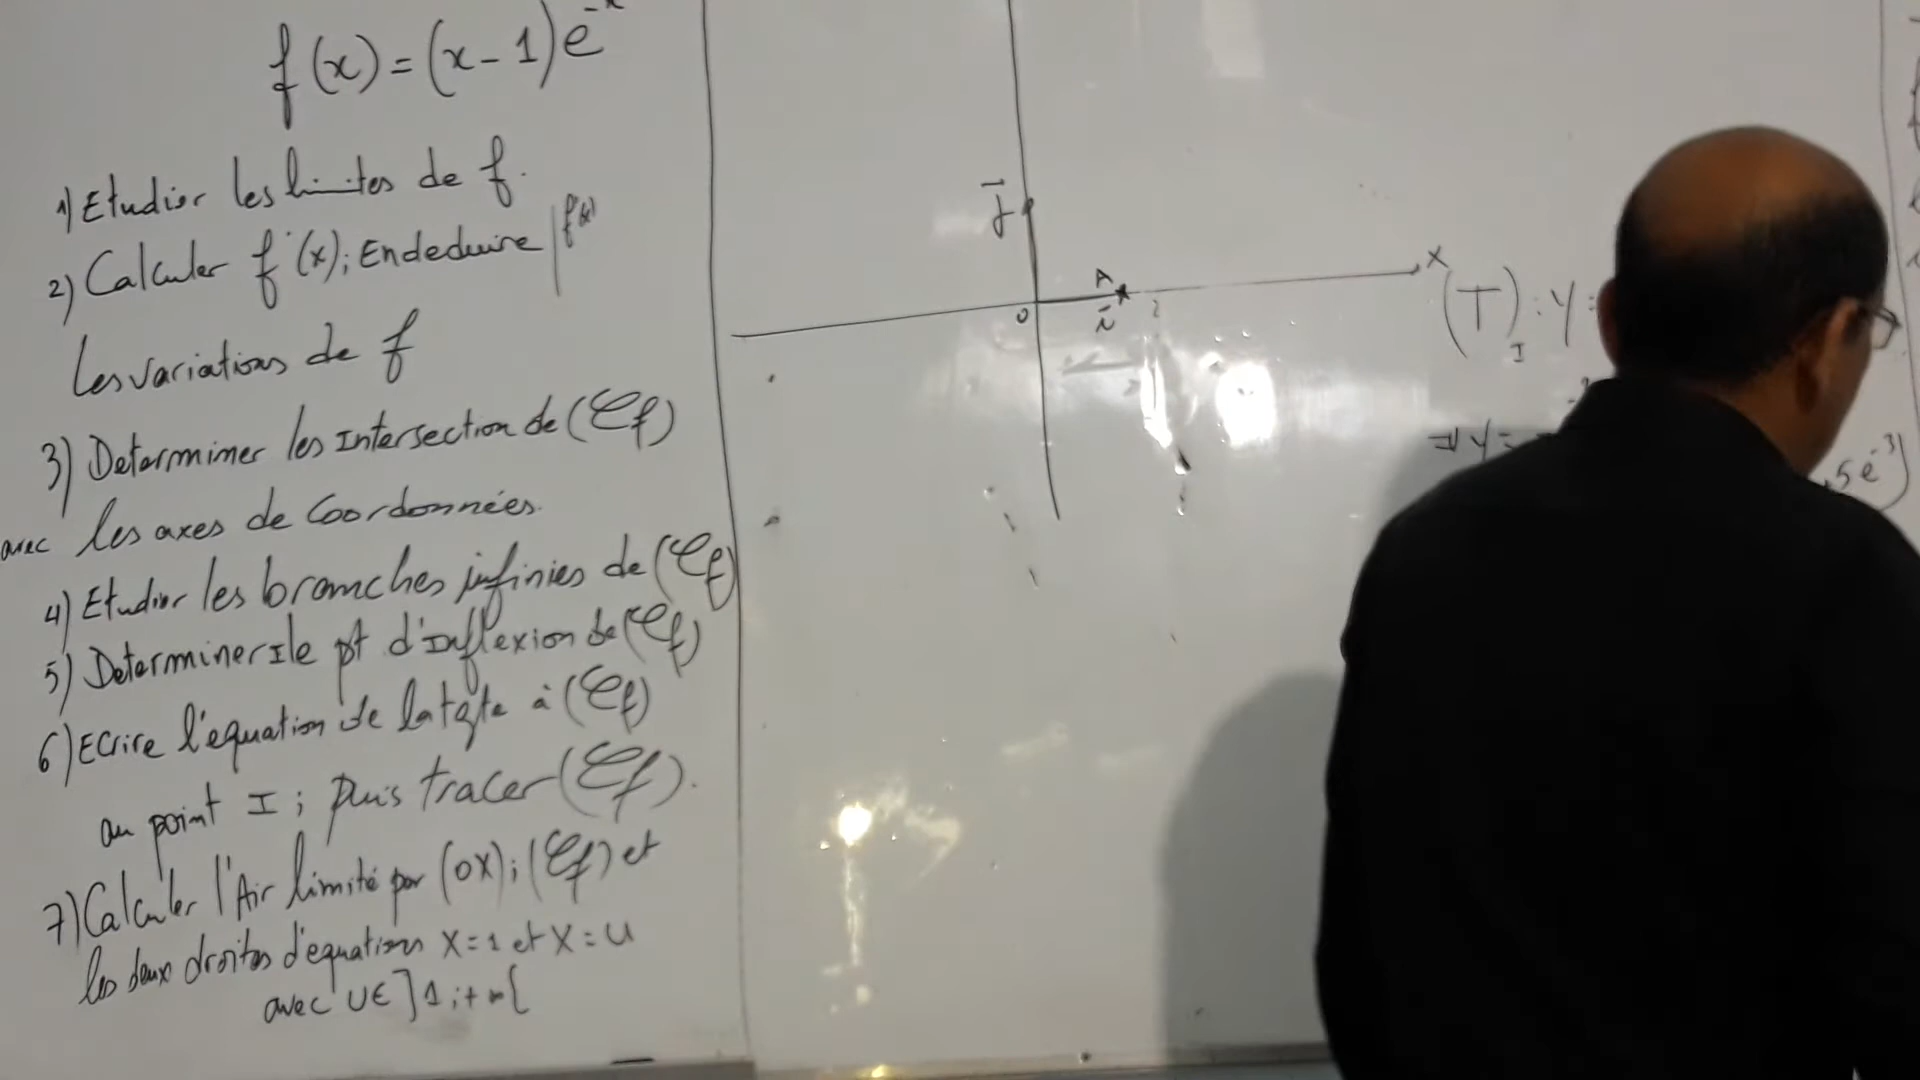 f(x) = (x-1)e^-x
1) Etudier les limites de f.
2) Calculer f'(x); En deduire | f'(x)
les variations de f
3) Determiner les Intersection de (Cf)
avec les axes de Coordonnées.
4) Etudier les branches infinies de (Cf)
5) Determiner I le pt d'Inflexion de (Cf)
6) Ecrire l'equation de la tgte à (Cf)
au point I ; puis tracer (Cf).
7) Calculer l'Air limité par (OX); (Cf) et
les deux droites d'equations X=1 et X=U
avec U∈]1;+∞[
j
A
X
O
i
(T)I : Y =
⇒ Y =
5e^-3)